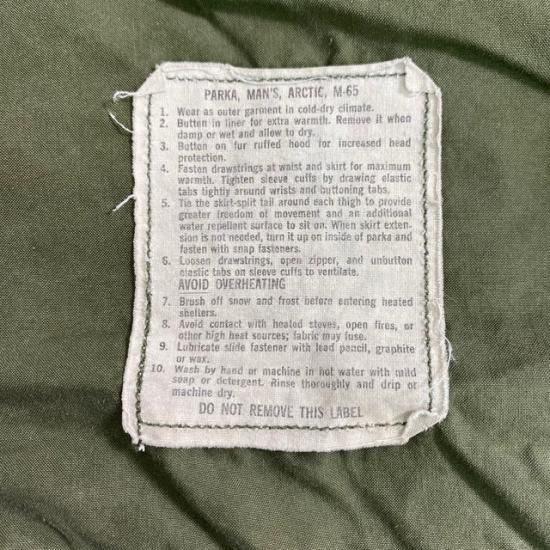 PARKA, MAN'S, ARCTIC, M-65
1. Wear as outer garment in cold-dry climate.
2. Button in liner for extra warmth. Remove it when
damp or wet and allow to dry.
3. Button on fur ruffed hood for increased head
protection.
4. Fasten drawstrings at waist and skirt for maximum
warmth. Tighten sleeve cuffs by drawing elastic
tabs tightly around wrists and buttoning tabs.
5. Tie the skirt-split tail around each thigh to provide
greater freedom of movement and an additional
water repellent surface to sit on. When skirt exten-
sion is not needed, turn it up on inside of parka and
fasten with snap fasteners.
6. Loosen drawstrings, open zipper, and unbutton
elastic tabs on sleeve cuffs to ventilate.
AVOID OVERHEATING
7. Brush off snow and frost before entering heated
shelters.
8. Avoid contact with heated stoves, open fires, or
other high heat sources; fabric may fuse.
9. Lubricate slide fastener with lead pencil, graphite
or wax.
10. Wash by hand or machine in hot water with mild
soap or detergent. Rinse thoroughly and drip or
machine dry.
DO NOT REMOVE THIS LABEL